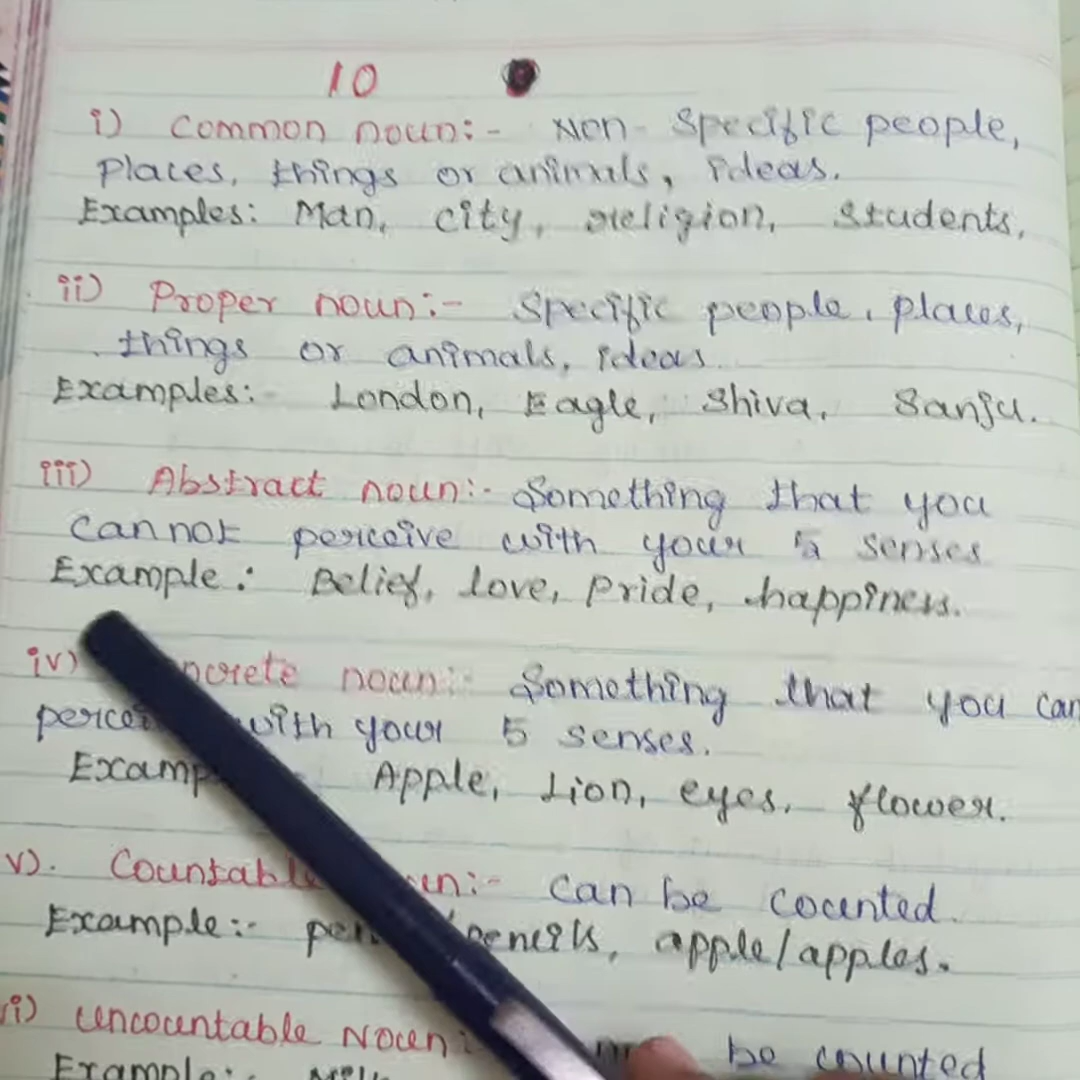 10
i) Common noun:- Non- specific people,
places, things or animals, ideas.
Examples: Man, city, religion, students,
ii) Proper noun:- Specific people, places,
things or animals, ideas.
Examples:- London, Eagle, Shiva, Sanju.
iii) Abstract noun:- Something that you
cannot perceive with your 5 senses
Example: Belief, love, pride, happiness.
iv) noun:- Something that you can
with your 5 senses.
Apple, Lion, eyes, flower.
v). can be counted.
Example:- pencils, apple/apples.
Uncountable Noun: be counted
Example:-